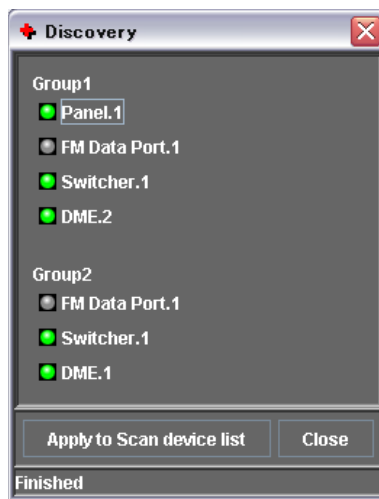 Discovery
Group1
Panel.1
FM Data Port.1
Switcher.1
DME.2
Group2
FM Data Port.1
Switcher.1
DME.1
Apply to Scan device list Close
Finished